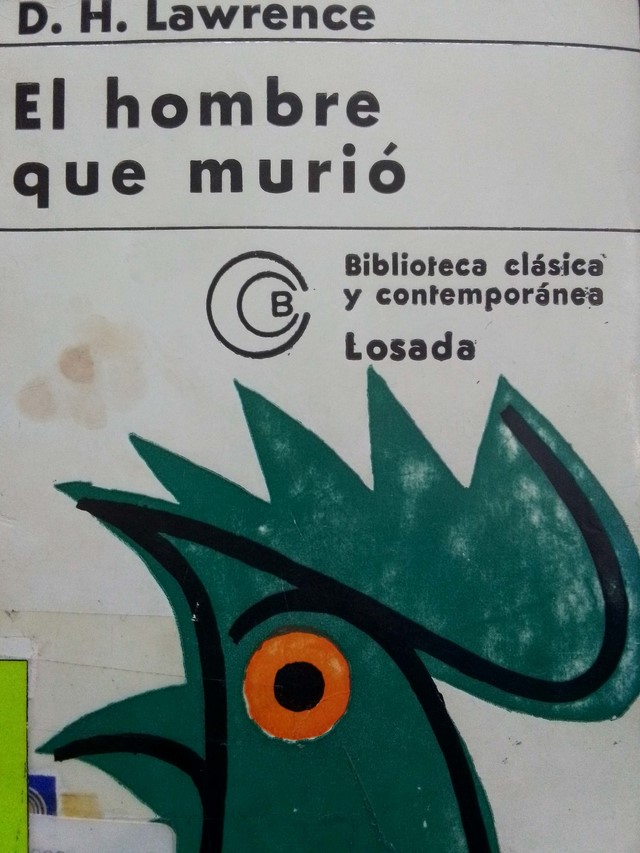 D. H. Lawrence
El hombre
que murió
B
Biblioteca clásica
y contemporánea
Losada